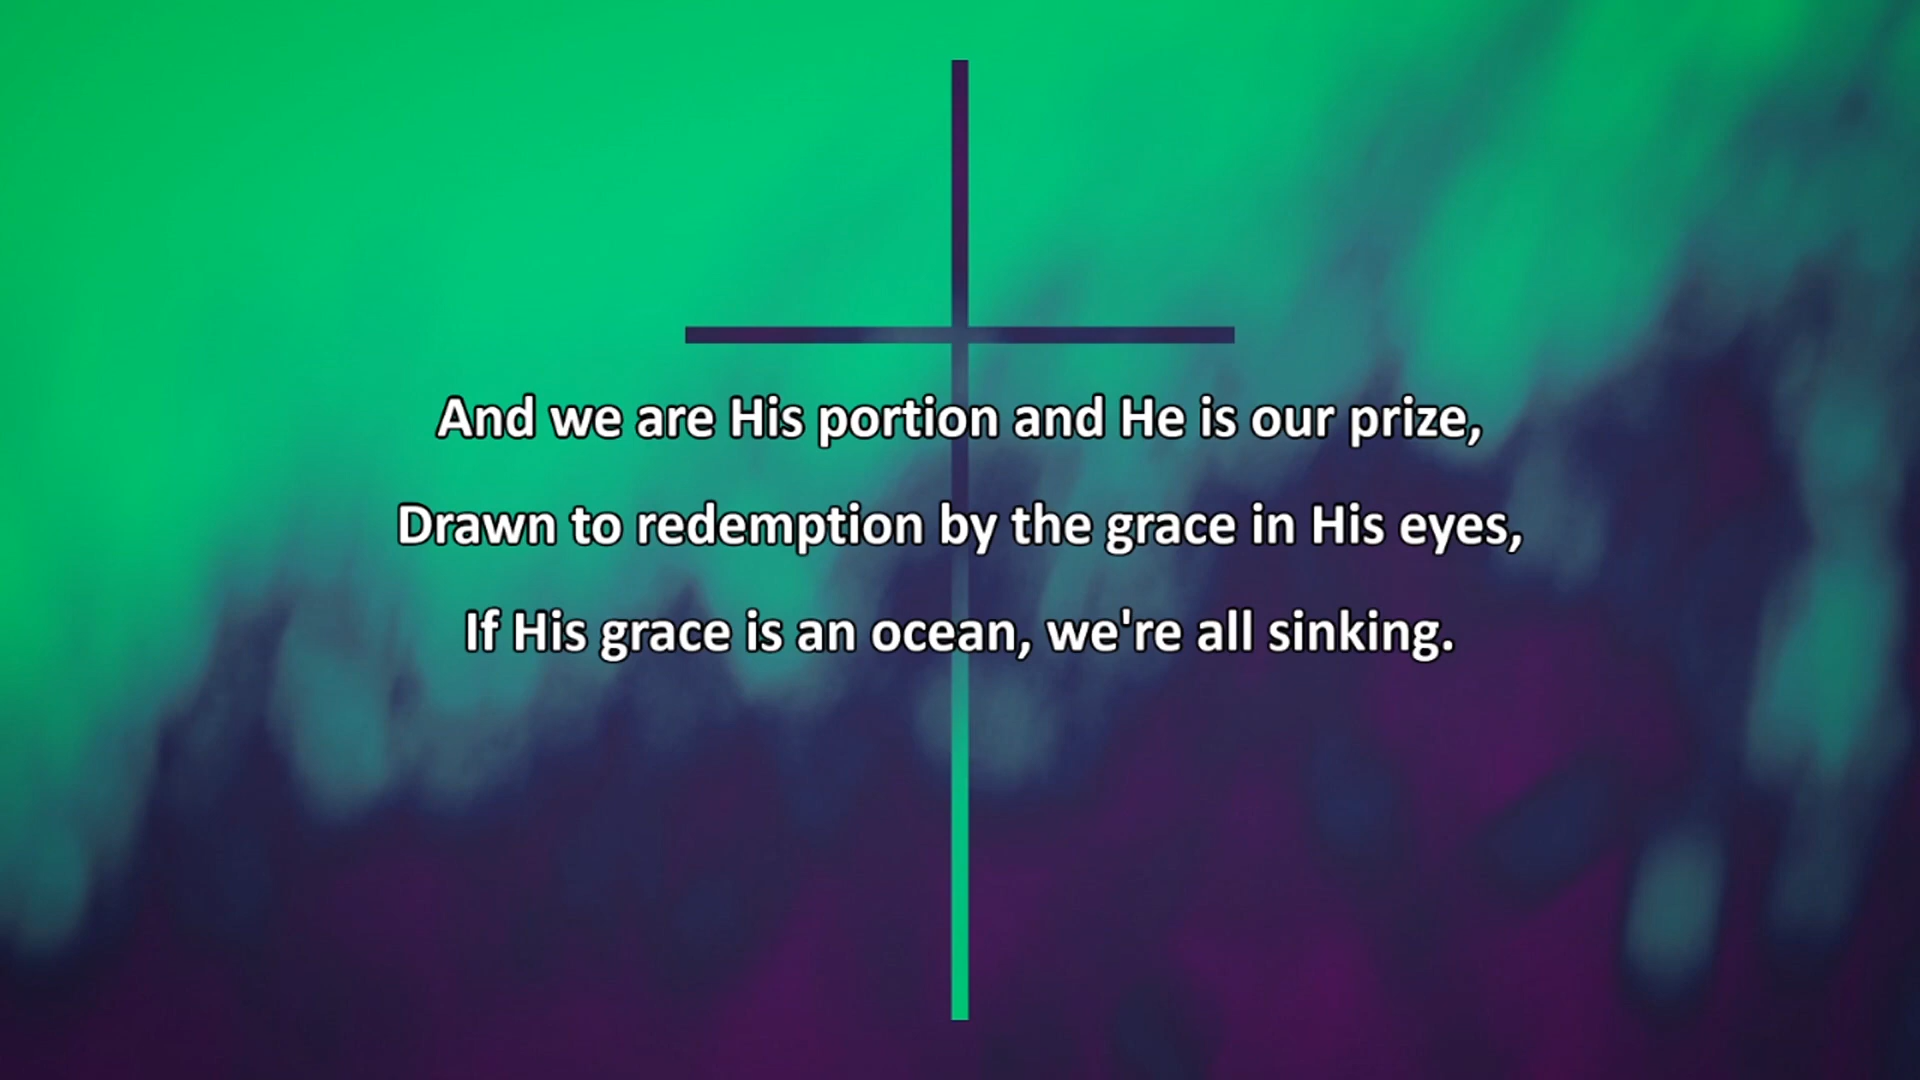 And we are His portion and He is our prize,
Drawn to redemption by the grace in His eyes,
If His grace is an ocean, we're all sinking.